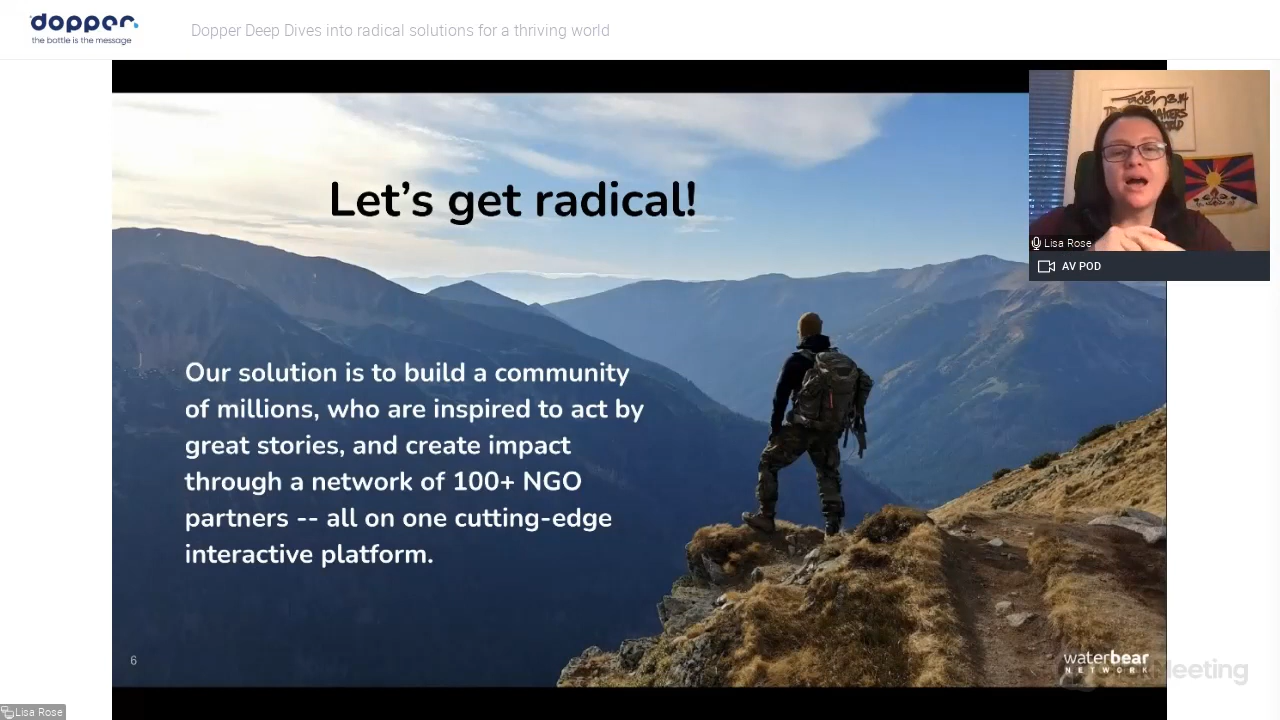 dopper
the bottle is the message
Dopper Deep Dives into radical solutions for a thriving world
Let's get radical!
Our solution is to build a community
of millions, who are inspired to act by
great stories, and create impact
through a network of 100+ NGO
partners -- all on one cutting-edge
interactive platform.
6
waterbear
NETWORK
Meeting
Lisa Rose
AV POD
Lisa Rose